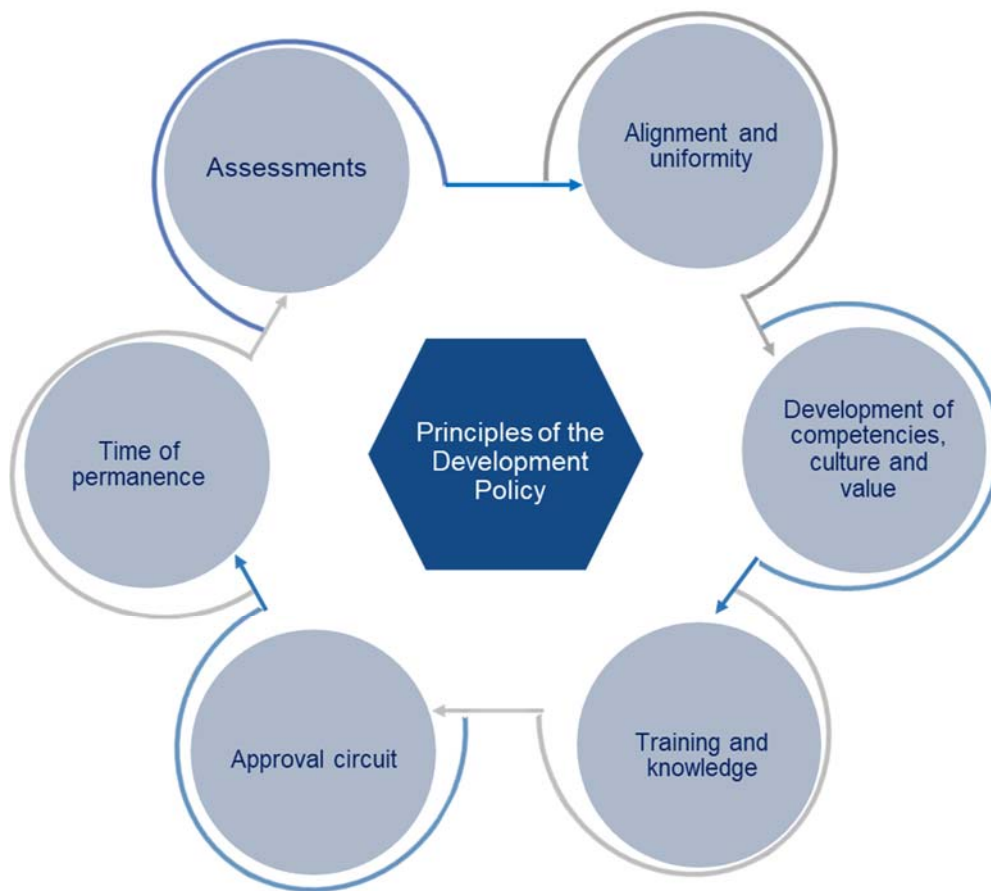 Assessments
Alignment and
uniformity
Development of
competencies,
culture and
value
Training and
knowledge
Approval circuit
Time of
permanence
Principles of the
Development
Policy